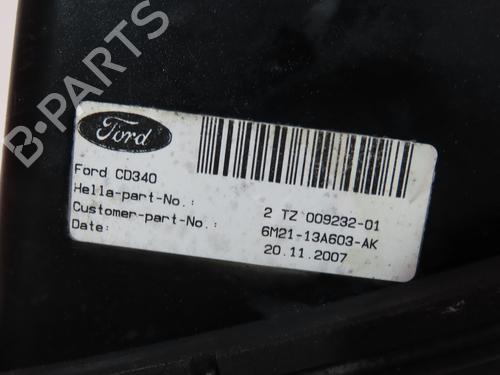 B-PARTS
Ford
Ford CD340
Hella-part-No.: 2 TZ 009232-01
Customer-part-No.: 6M21-13A603-AK
Date: 20.11.2007